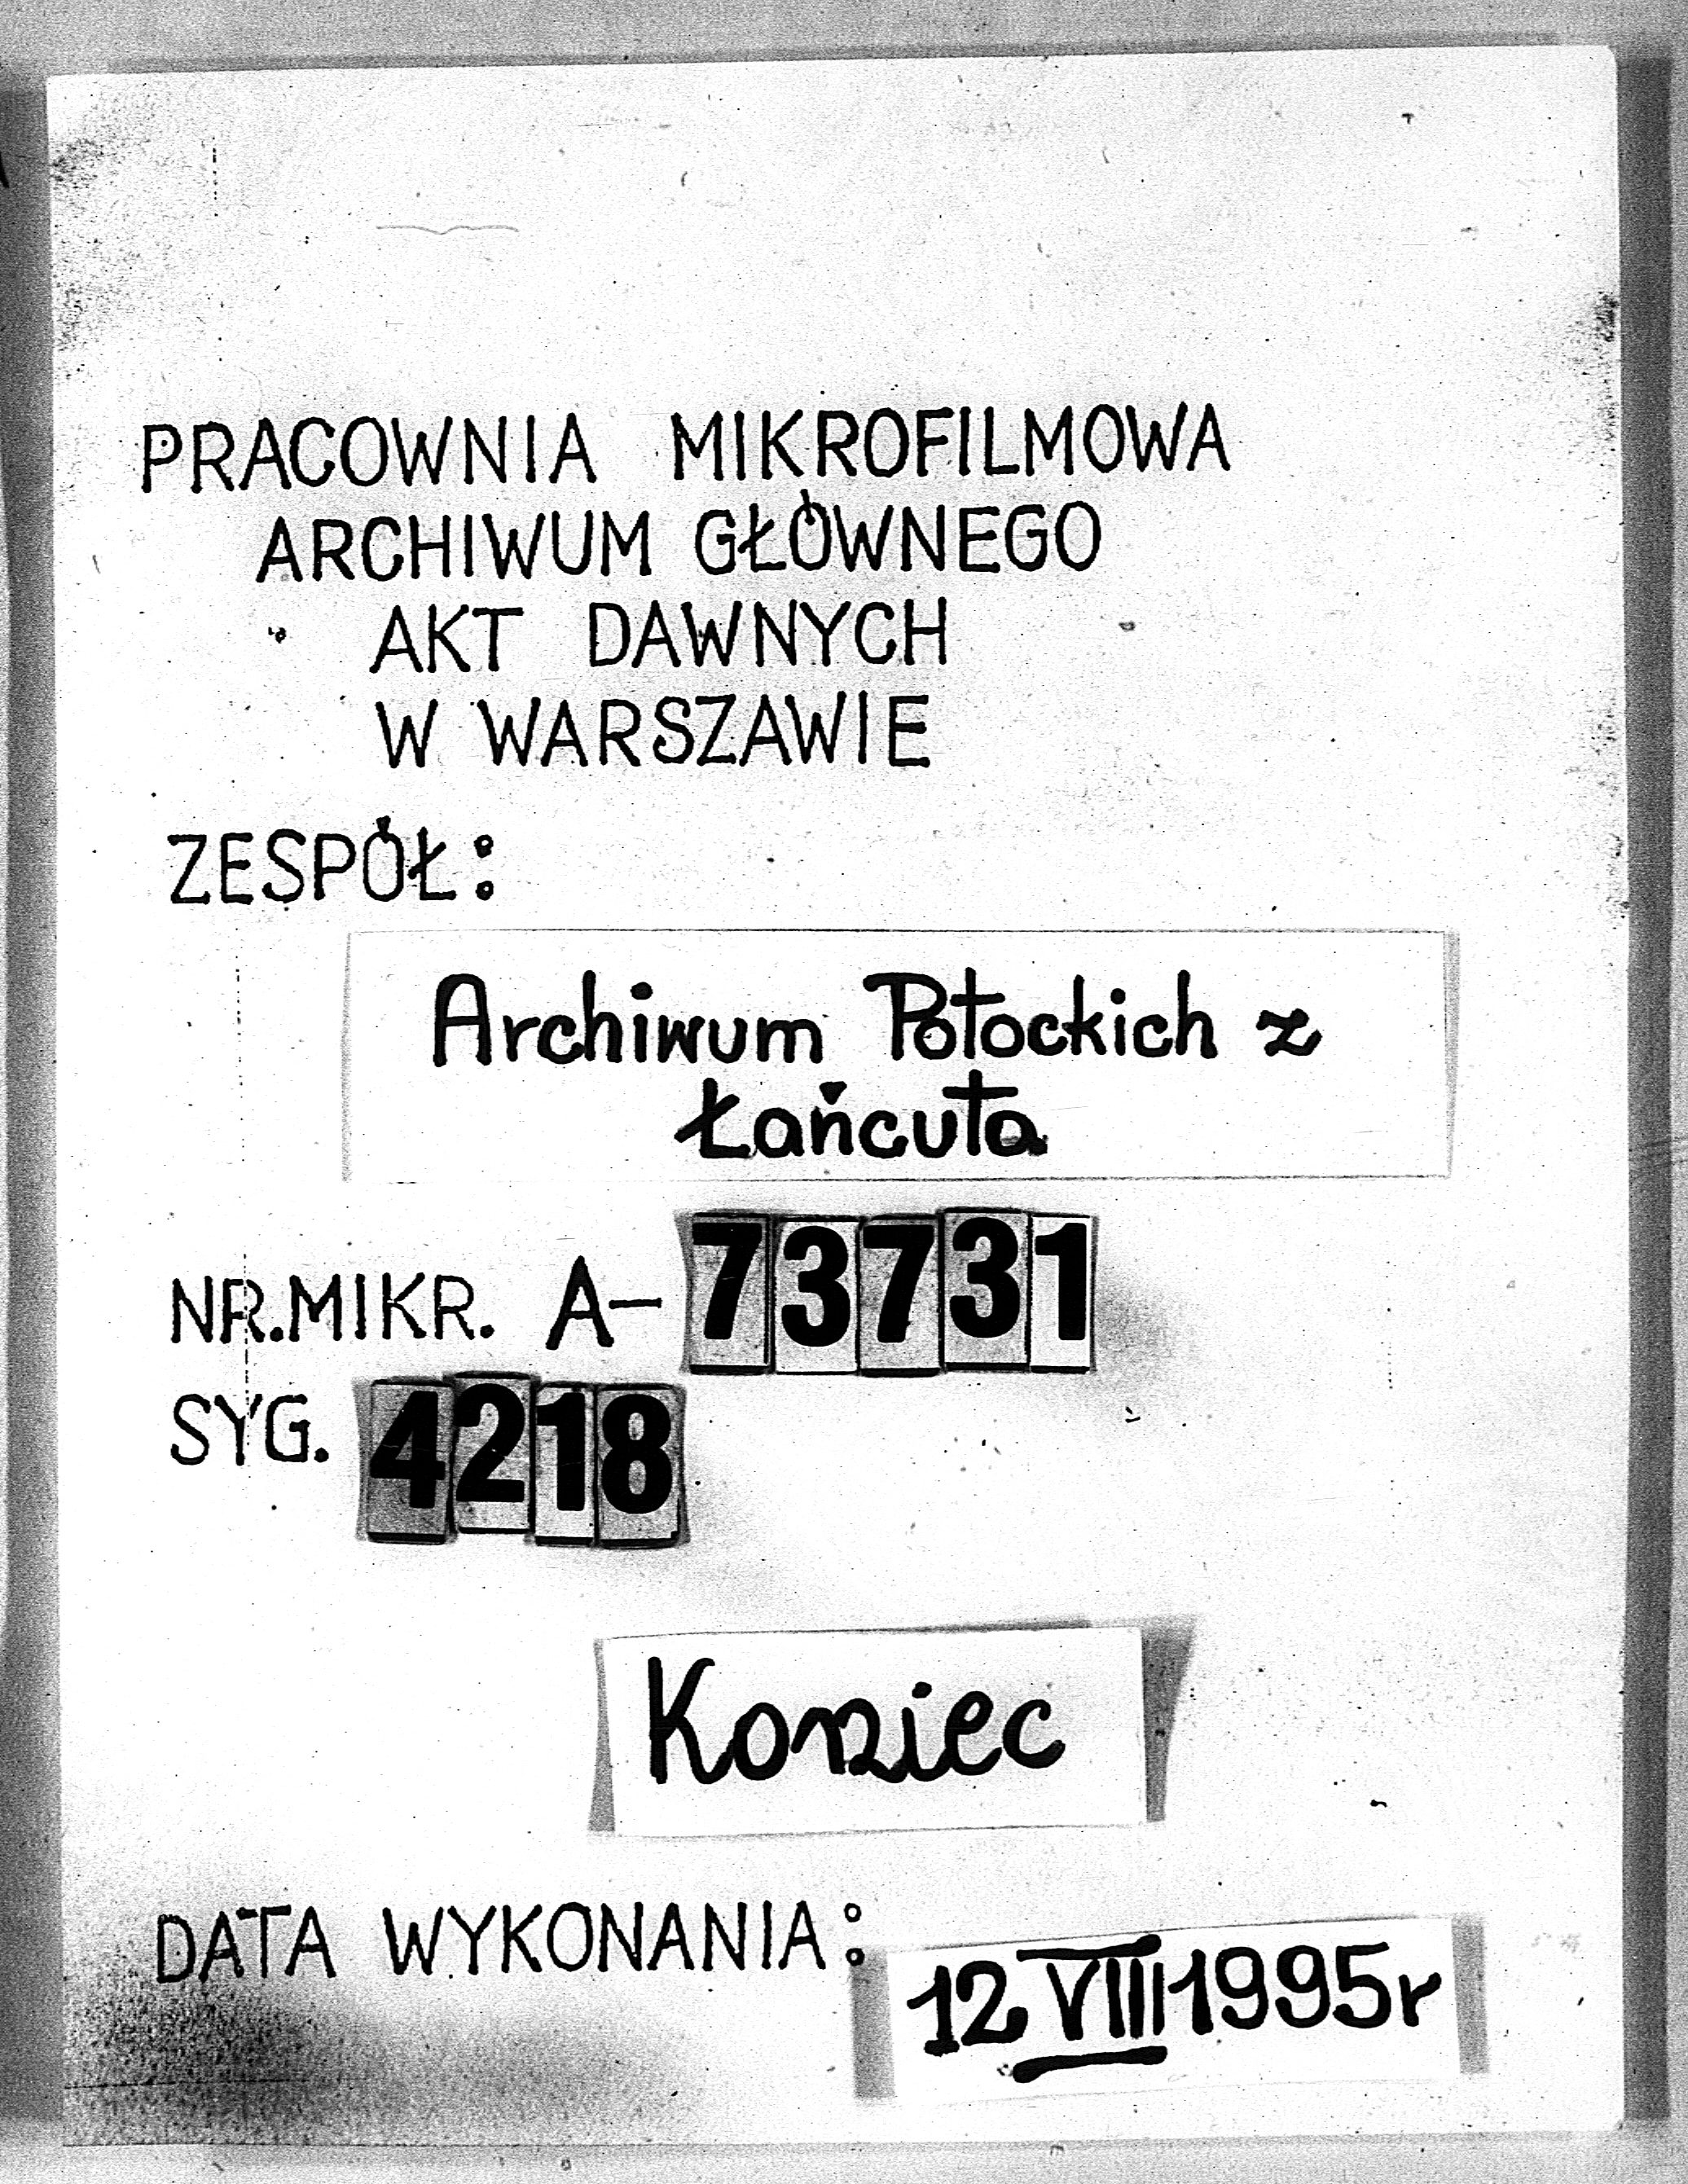 PRACOWNIA MIKROFILMOWA
ARCHIWUM GŁÓWNEGO
AKT DAWNYCH
W WARSZAWIE
ZESPÓŁ:
Archiwum Potockich z
Łańcuta
NR.MIKR. A-73731
SYG. 4218
Koniec
DATA WYKONANIA:
12 VIII 1995r